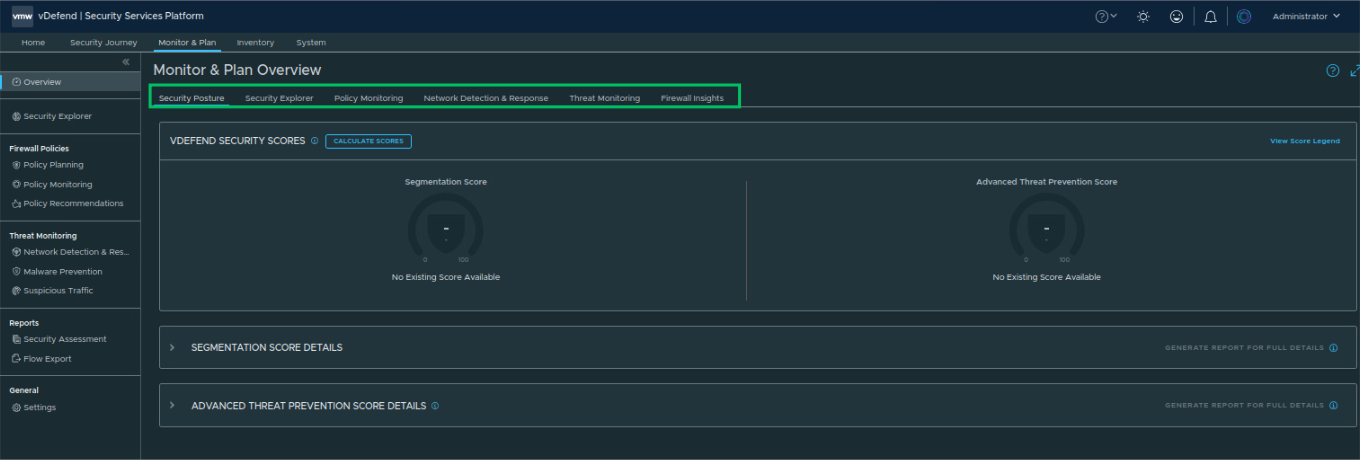 vmw vDefend | Security Services Platform
Administrator
Home Security Journey Monitor & Plan Inventory System
Overview
Security Explorer
Firewall Policies
Policy Planning
Policy Monitoring
Policy Recommendations
Threat Monitoring
Network Detection & Res...
Malware Prevention
Suspicious Traffic
Reports
Security Assessment
Flow Export
General
Settings
Monitor & Plan Overview
Security Posture Security Explorer Policy Monitoring Network Detection & Response Threat Monitoring Firewall Insights
VDEFEND SECURITY SCORES CALCULATE SCORES View Score Legend
Segmentation Score
-
-
0 100
No Existing Score Available
Advanced Threat Prevention Score
-
-
0 100
No Existing Score Available
SEGMENTATION SCORE DETAILS GENERATE REPORT FOR FULL DETAILS
ADVANCED THREAT PREVENTION SCORE DETAILS GENERATE REPORT FOR FULL DETAILS